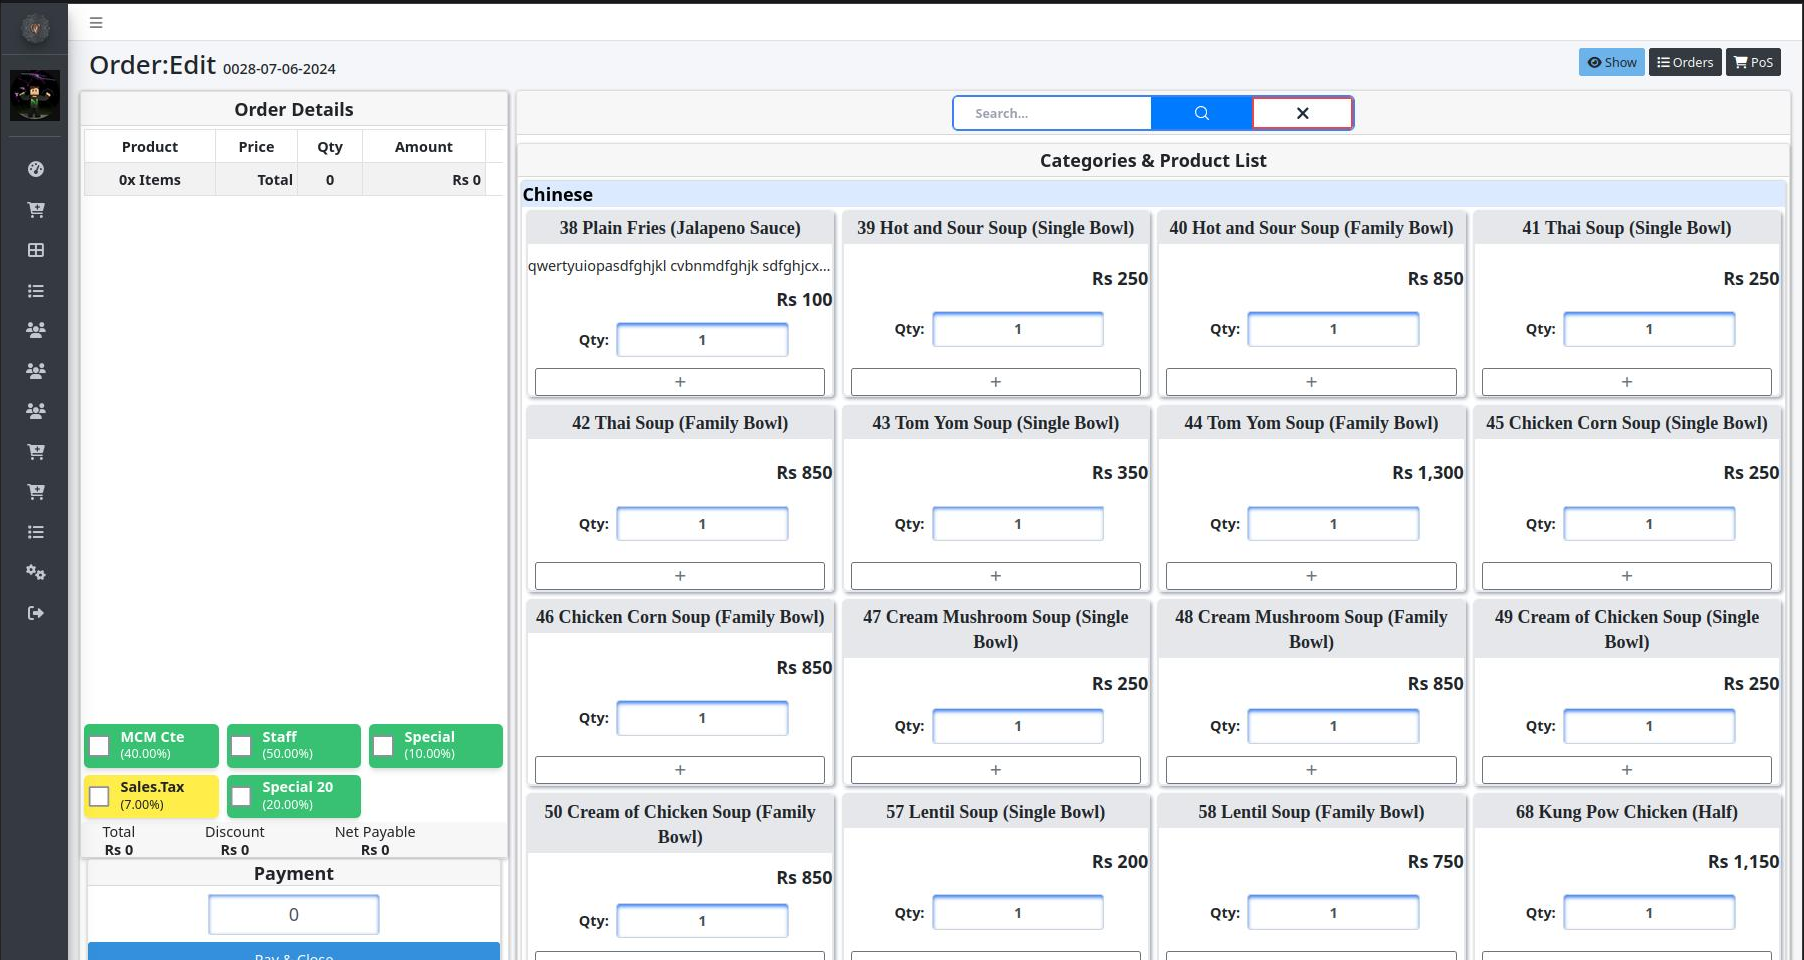 Order:Edit 0028-07-06-2024
Show
Orders
PoS
Order Details
Product Price Qty Amount
0x Items Total 0 Rs 0
MCM Cte
(40.00%)
Staff
(50.00%)
Special
(10.00%)
Sales.Tax
(7.00%)
Special 20
(20.00%)
Total Discount Net Payable
Rs 0 Rs 0 Rs 0
Payment
0
Pay & Close
Search...
Categories & Product List
Chinese
38 Plain Fries (Jalapeno Sauce)
qwertyuiopasdfghjkl cvbnmdfghjk sdfghjcx...
Rs 100
Qty: 1
+
39 Hot and Sour Soup (Single Bowl)
Rs 250
Qty: 1
+
40 Hot and Sour Soup (Family Bowl)
Rs 850
Qty: 1
+
41 Thai Soup (Single Bowl)
Rs 250
Qty: 1
+
42 Thai Soup (Family Bowl)
Rs 850
Qty: 1
+
43 Tom Yom Soup (Single Bowl)
Rs 350
Qty: 1
+
44 Tom Yom Soup (Family Bowl)
Rs 1,300
Qty: 1
+
45 Chicken Corn Soup (Single Bowl)
Rs 250
Qty: 1
+
46 Chicken Corn Soup (Family Bowl)
Rs 850
Qty: 1
+
47 Cream Mushroom Soup (Single
Bowl)
Rs 250
Qty: 1
+
48 Cream Mushroom Soup (Family
Bowl)
Rs 850
Qty: 1
+
49 Cream of Chicken Soup (Single
Bowl)
Rs 250
Qty: 1
+
50 Cream of Chicken Soup (Family
Bowl)
Rs 850
Qty: 1
57 Lentil Soup (Single Bowl)
Rs 200
Qty: 1
58 Lentil Soup (Family Bowl)
Rs 750
Qty: 1
68 Kung Pow Chicken (Half)
Rs 1,150
Qty: 1